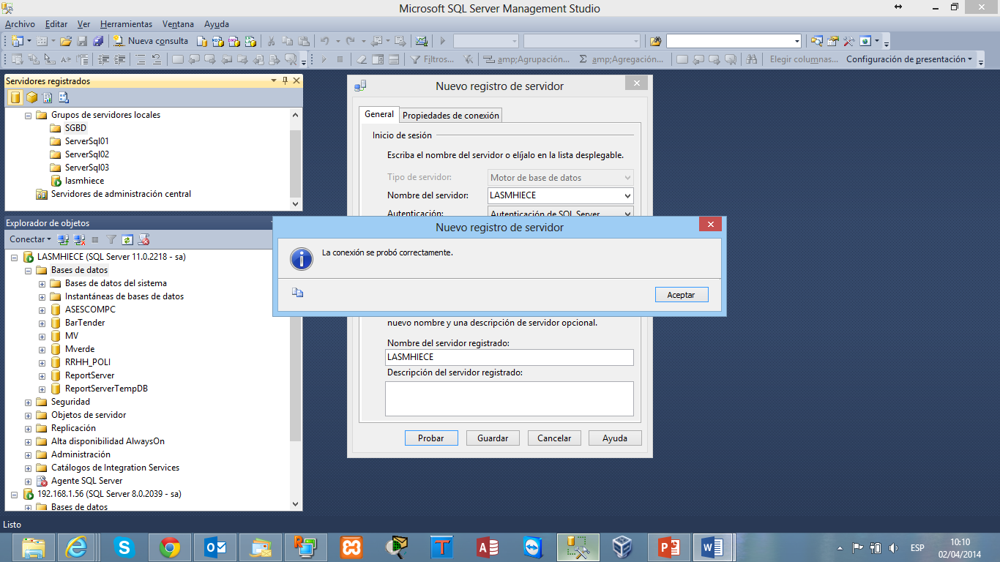 Microsoft SQL Server Management Studio
Archivo Editar Ver Herramientas Ventana Ayuda
Nueva consulta
Filtros... amp;Agrupación... amp;Agregación... Elegir columnas... Configuración de presentación
Servidores registrados
Grupos de servidores locales
SGBD
ServerSql01
ServerSql02
ServerSql03
lasmhiece
Servidores de administración central
Explorador de objetos
Conectar
LASMHIECE (SQL Server 11.0.2218 - sa)
Bases de datos
Bases de datos del sistema
Instantáneas de bases de datos
ASESCOMPC
BarTender
MV
Mverde
RRHH_POLI
ReportServer
ReportServerTempDB
Seguridad
Objetos de servidor
Replicación
Alta disponibilidad AlwaysOn
Administración
Catálogos de Integration Services
Agente SQL Server
192.168.1.56 (SQL Server 8.0.2039 - sa)
Bases de datos
Nuevo registro de servidor
General Propiedades de conexión
Inicio de sesión
Escriba el nombre del servidor o elíjalo en la lista desplegable.
Tipo de servidor: Motor de base de datos
Nombre del servidor: LASMHIECE
Autenticación: Autenticación de SQL Server
Nuevo registro de servidor
La conexión se probó correctamente.
Aceptar
nuevo nombre y una descripción de servidor opcional.
Nombre del servidor registrado:
LASMHIECE
Descripción del servidor registrado:
Probar Guardar Cancelar Ayuda
Listo
ESP
10:10
02/04/2014